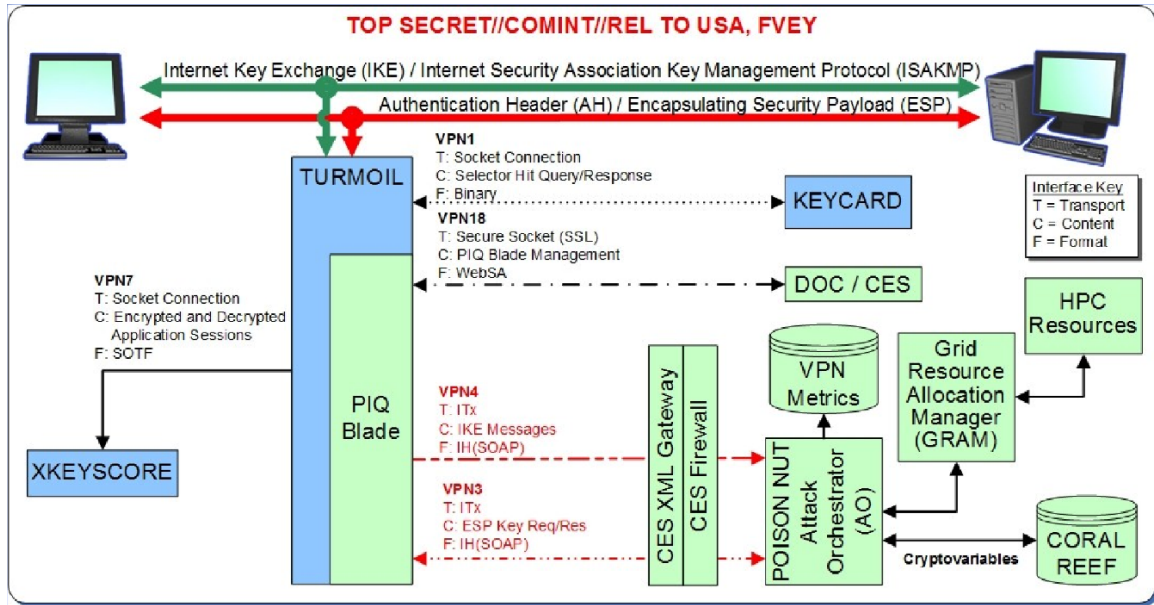 TOP SECRET//COMINT//REL TO USA, FVEY
Internet Key Exchange (IKE) / Internet Security Association Key Management Protocol (ISAKMP)
Authentication Header (AH) / Encapsulating Security Payload (ESP)
TURMOIL
VPN1
T: Socket Connection
C: Selector Hit Query/Response
F: Binary
KEYCARD
Interface Key
T = Transport
C = Content
F = Format
VPN18
T: Secure Socket (SSL)
C: PIQ Blade Management
F: WebSA
DOC / CES
VPN7
T: Socket Connection
C: Encrypted and Decrypted
Application Sessions
F: SOTF
XKEYSCORE
PIQ
Blade
VPN4
T: ITx
C: IKE Messages
F: IH(SOAP)
VPN3
T: ITx
C: ESP Key Req/Res
F: IH(SOAP)
CES XML Gateway
CES Firewall
VPN
Metrics
POISON NUT
Attack
Orchestrator
(AO)
Grid
Resource
Allocation
Manager
(GRAM)
HPC
Resources
Cryptovariables
CORAL
REEF